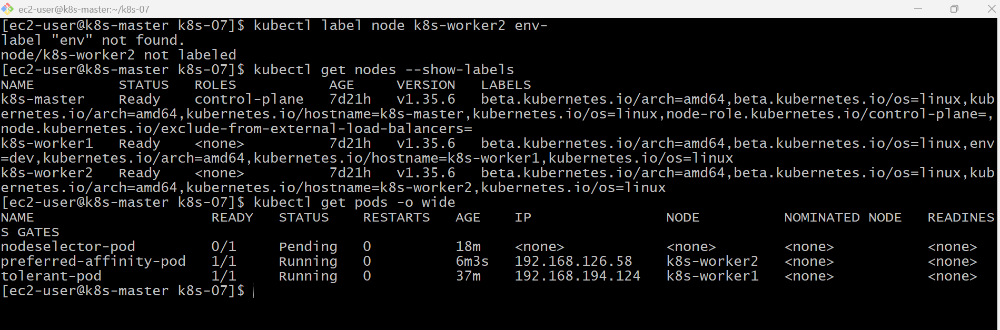 ec2-user@k8s-master:~/k8s-07
[ec2-user@k8s-master k8s-07]$ kubectl label node k8s-worker2 env-
label "env" not found.
node/k8s-worker2 not labeled
[ec2-user@k8s-master k8s-07]$ kubectl get nodes --show-labels
NAME          STATUS   ROLES           AGE     VERSION   LABELS
k8s-master    Ready    control-plane   7d21h   v1.35.6   beta.kubernetes.io/arch=amd64,beta.kubernetes.io/os=linux,kub
ernetes.io/arch=amd64,kubernetes.io/hostname=k8s-master,kubernetes.io/os=linux,node-role.kubernetes.io/control-plane=,
node.kubernetes.io/exclude-from-external-load-balancers=
k8s-worker1   Ready    <none>          7d21h   v1.35.6   beta.kubernetes.io/arch=amd64,beta.kubernetes.io/os=linux,env
=dev,kubernetes.io/arch=amd64,kubernetes.io/hostname=k8s-worker1,kubernetes.io/os=linux
k8s-worker2   Ready    <none>          7d21h   v1.35.6   beta.kubernetes.io/arch=amd64,beta.kubernetes.io/os=linux,kub
ernetes.io/arch=amd64,kubernetes.io/hostname=k8s-worker2,kubernetes.io/os=linux
[ec2-user@k8s-master k8s-07]$ kubectl get pods -o wide
NAME                     READY   STATUS    RESTARTS   AGE    IP                NODE          NOMINATED NODE   READINES
S GATES
nodeselector-pod         0/1     Pending   0          18m    <none>            <none>        <none>           <none>
preferred-affinity-pod   1/1     Running   0          6m3s   192.168.126.58    k8s-worker2   <none>           <none>
tolerant-pod             1/1     Running   0          37m    192.168.194.124   k8s-worker1   <none>           <none>
[ec2-user@k8s-master k8s-07]$